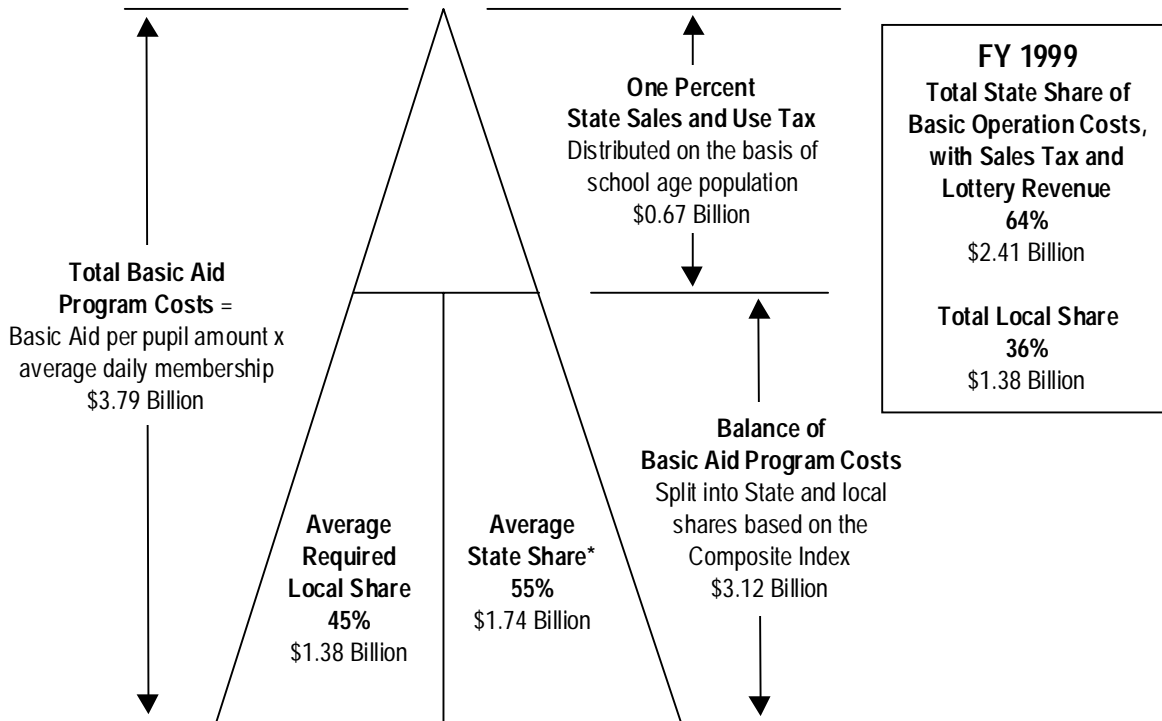 Total Basic Aid
Program Costs =
Basic Aid per pupil amount x
average daily membership
$3.79 Billion
One Percent
State Sales and Use Tax
Distributed on the basis of
school age population
$0.67 Billion
Balance of
Basic Aid Program Costs
Split into State and local
shares based on the
Composite Index
$3.12 Billion
Average
Required
Local Share
45%
$1.38 Billion
Average
State Share*
55%
$1.74 Billion
FY 1999
Total State Share of
Basic Operation Costs,
with Sales Tax and
Lottery Revenue
64%
$2.41 Billion
Total Local Share
36%
$1.38 Billion